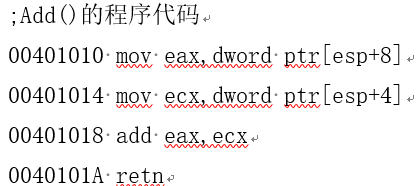 ;Add()的程序代码
00401010 mov eax,dword ptr[esp+8]
00401014 mov ecx,dword ptr[esp+4]
00401018 add eax,ecx
0040101A retn